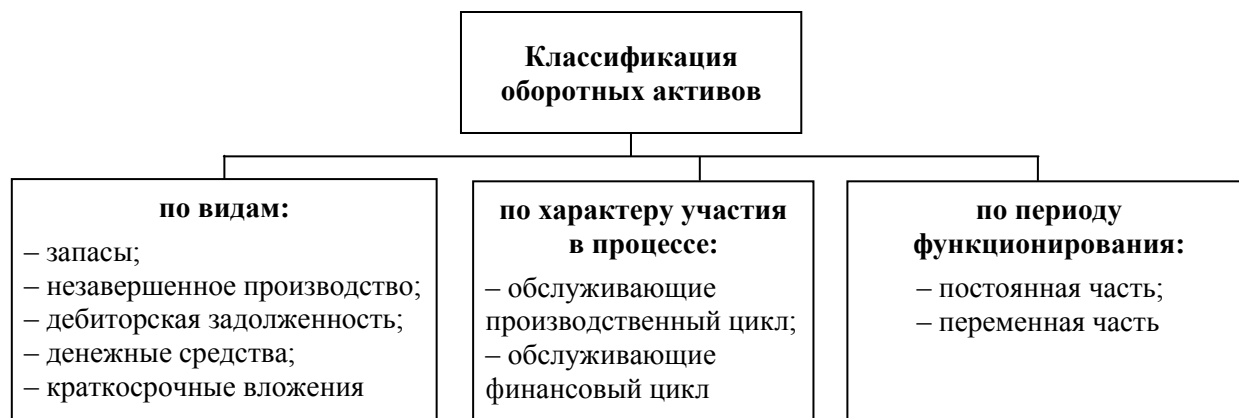 Классификация
оборотных активов
по видам:
– запасы;
– незавершенное производство;
– дебиторская задолженность;
– денежные средства;
– краткосрочные вложения
по характеру участия
в процессе:
– обслуживающие
производственный цикл;
– обслуживающие
финансовый цикл
по периоду
функционирования:
– постоянная часть;
– переменная часть